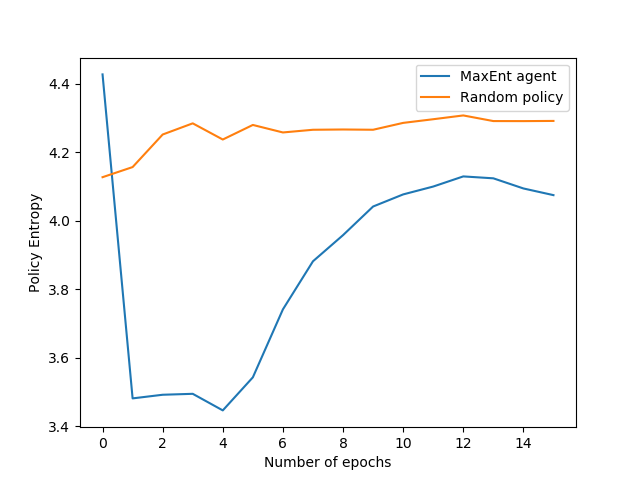 MaxEnt agent
Random policy
Policy Entropy
4.4
4.2
4.0
3.8
3.6
3.4
0 2 4 6 8 10 12 14
Number of epochs